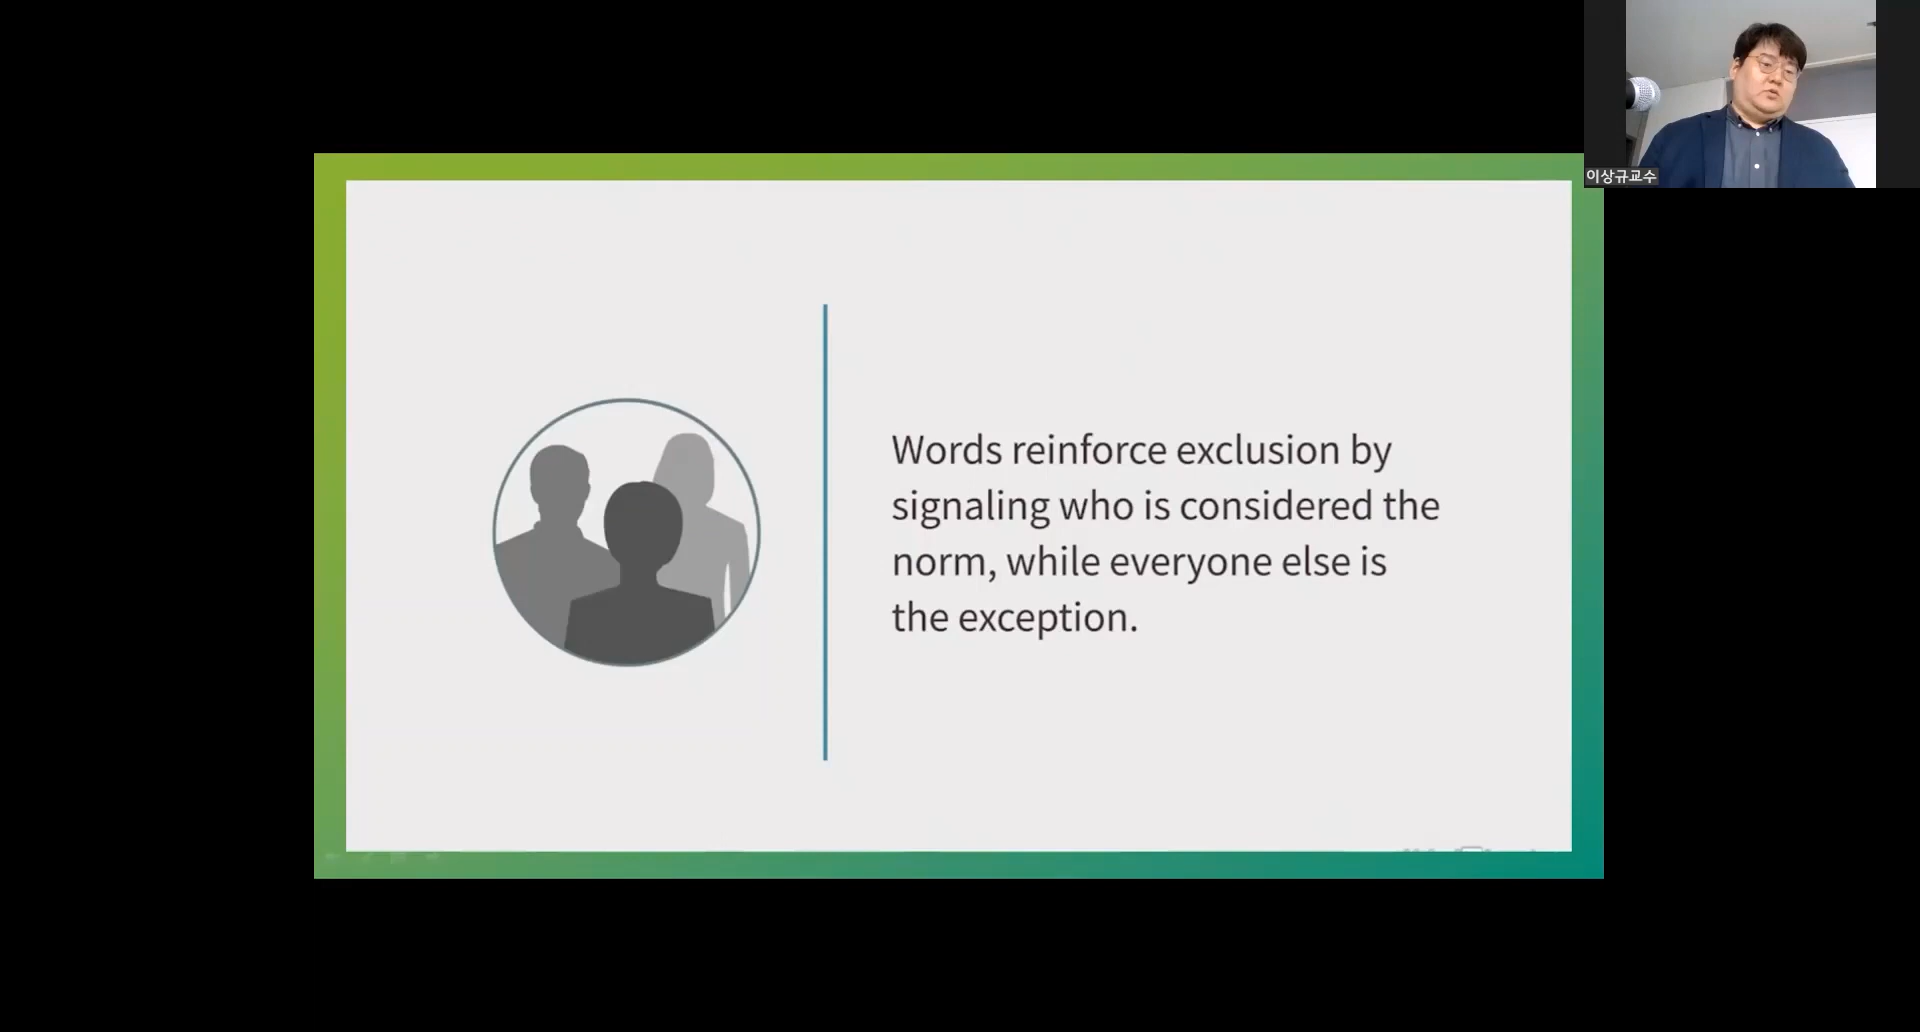 이상규교수
Words reinforce exclusion by
signaling who is considered the
norm, while everyone else is
the exception.